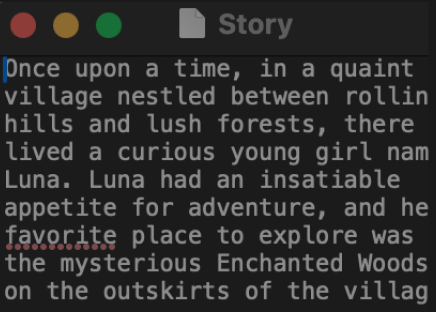 Story
Once upon a time, in a quaint
village nestled between rollin
hills and lush forests, there
lived a curious young girl nam
Luna. Luna had an insatiable
appetite for adventure, and he
favorite place to explore was
the mysterious Enchanted Woods
on the outskirts of the villag